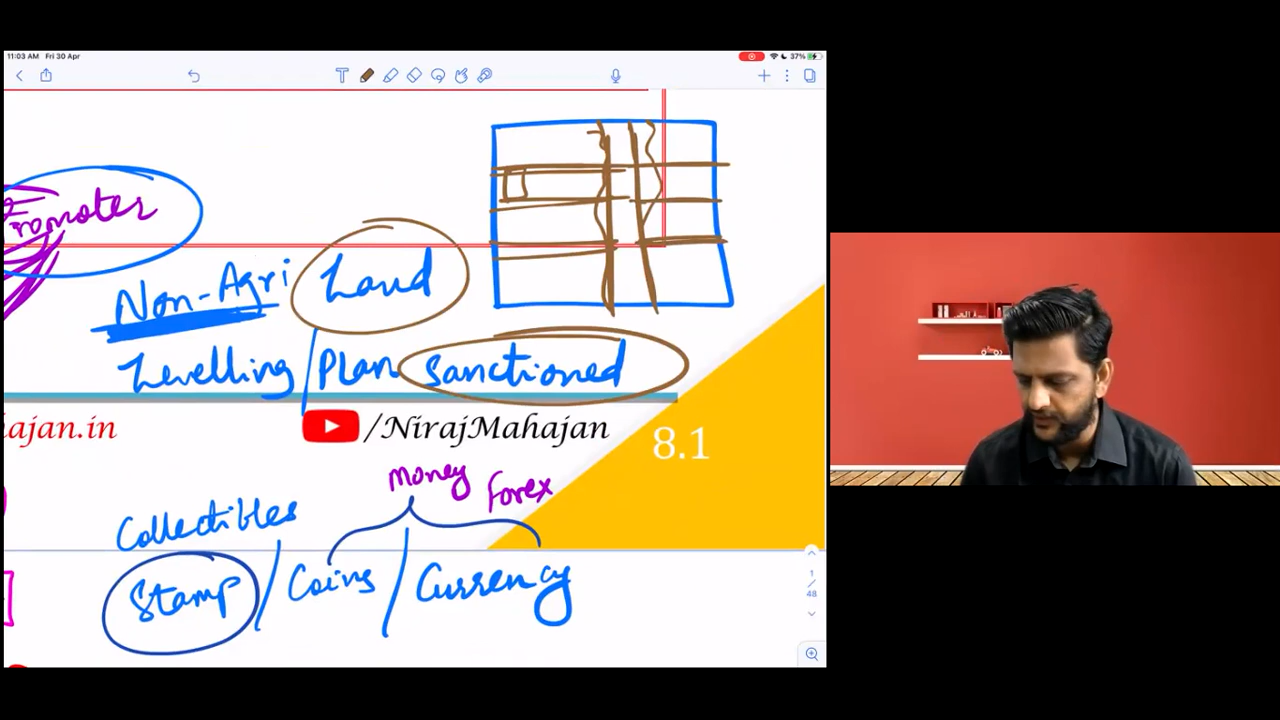 11:03 AM Fri 30 Apr
37%
T
Promoter
Non-Agri Land
Levelling / Plan Sanctioned
ajan.in /NirajMahajan 8.1
Money Forex
Collectibles
Stamp / Coins / Currency
1
/
48